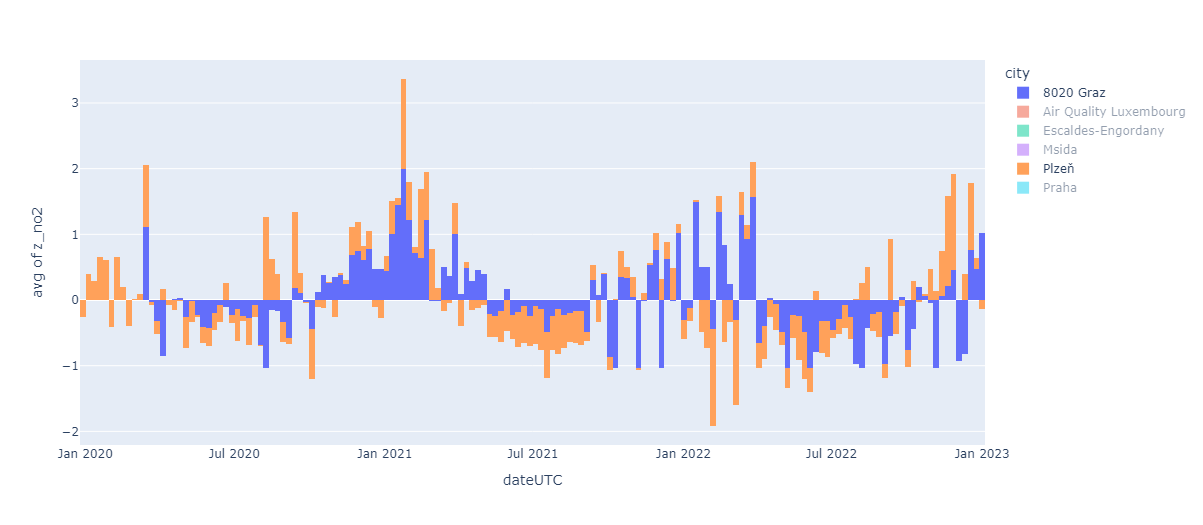 city
8020 Graz
Air Quality Luxembourg
Escaldes-Engordany
Msida
Plzeň
Praha
avg of z_no2
3
2
1
0
−1
−2
Jan 2020
Jul 2020
Jan 2021
Jul 2021
Jan 2022
Jul 2022
Jan 2023
dateUTC